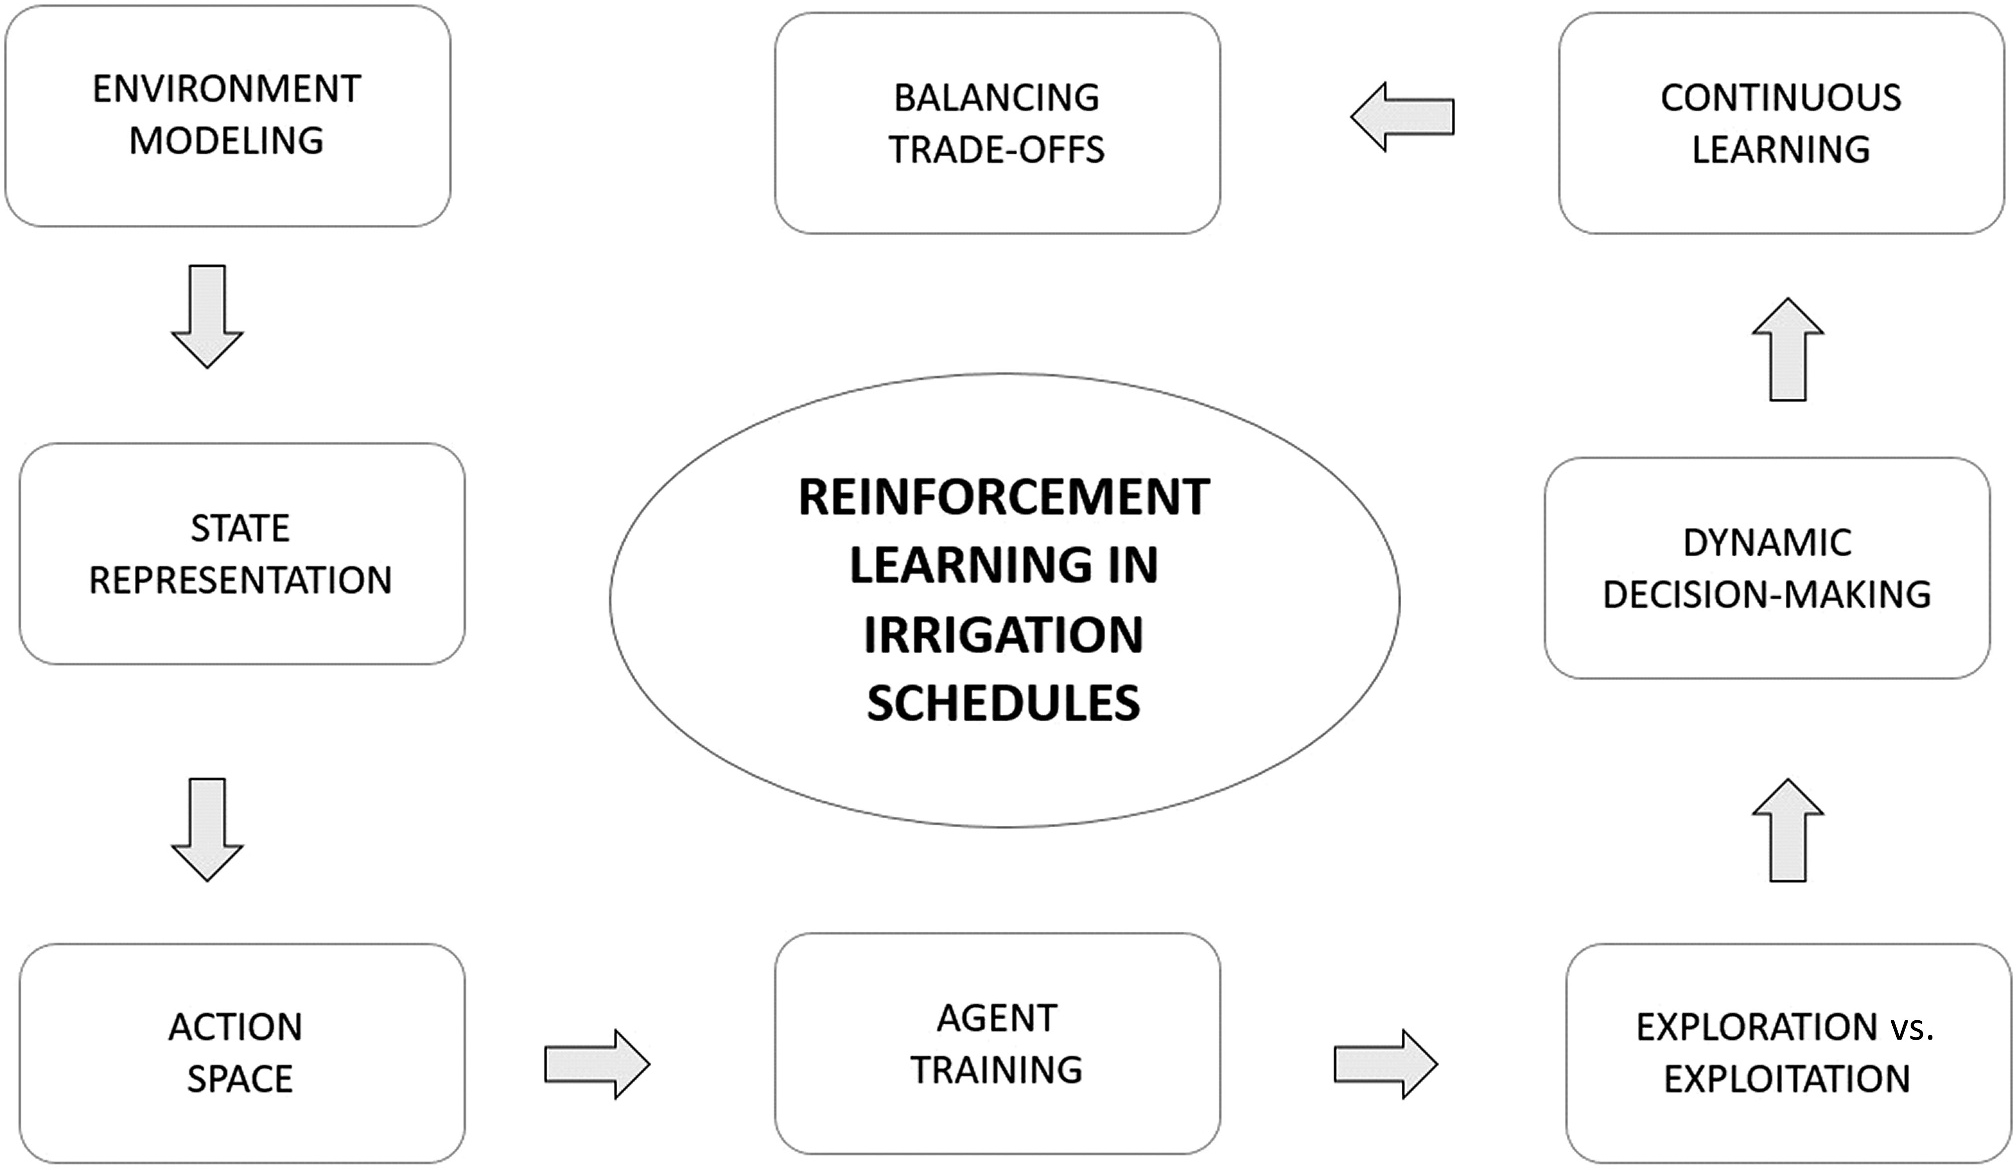 ENVIRONMENT
MODELING
BALANCING
TRADE-OFFS
CONTINUOUS
LEARNING
STATE
REPRESENTATION
REINFORCEMENT
LEARNING IN
IRRIGATION
SCHEDULES
DYNAMIC
DECISION-MAKING
ACTION
SPACE
AGENT
TRAINING
EXPLORATION vs.
EXPLOITATION